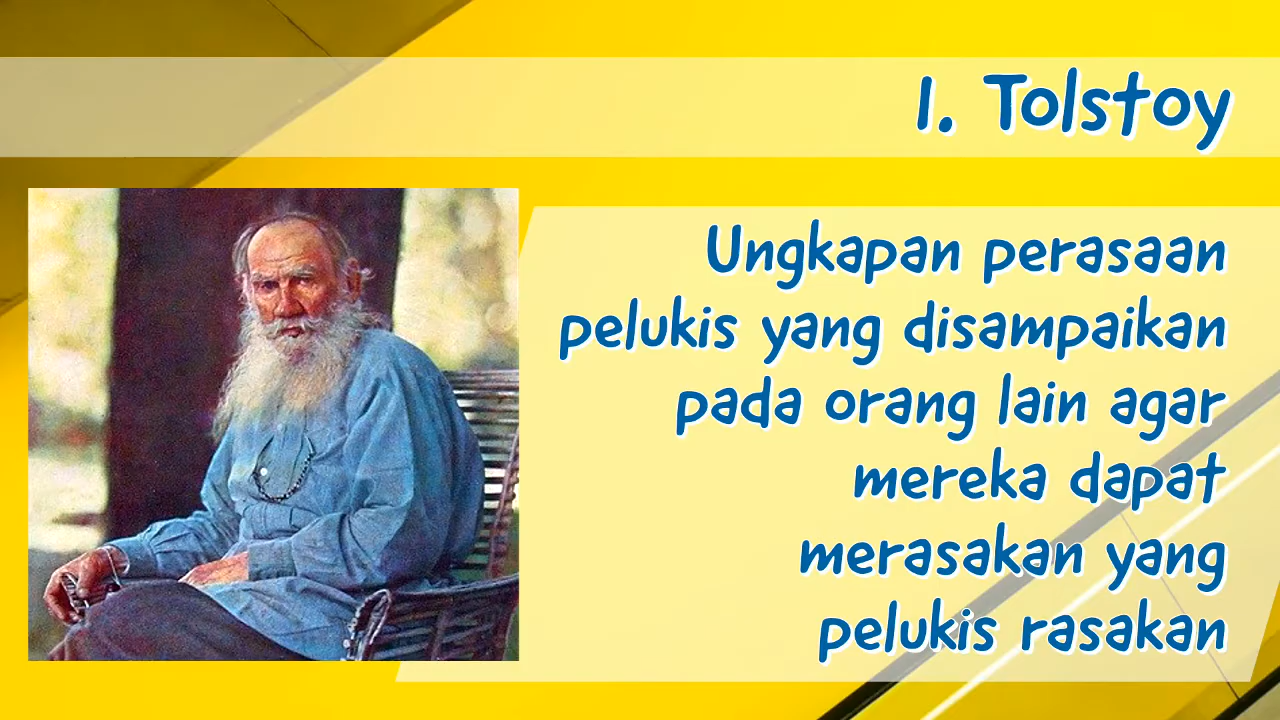 1. Tolstoy
Ungkapan perasaan
pelukis yang disampaikan
pada orang lain agar
mereka dapat
merasakan yang
pelukis rasakan